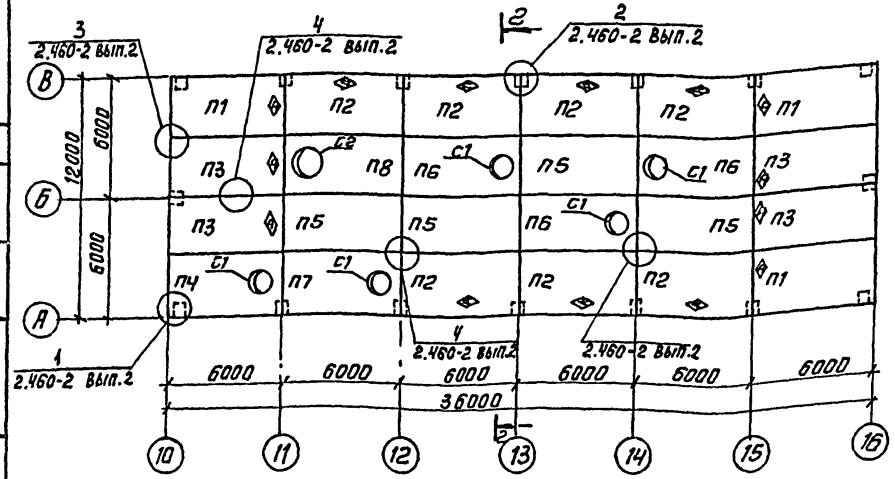 3
2.460-2 ВЫП.2
4
2.460-2 ВЫП.2
2
2
2.460-2 ВЫП.2
В
П1 П2 П2 П2 П2 П1
6000
12000
С2 С1 С1
П3 П8 П6 П5 П6 П3
Б
С1
П3 П5 П5 П6 П5 П3
6000
С1 С1
П4 П7 П2 П2 П2 П1
А
1
2.460-2 ВЫП.2
4
2.460-2 ВЫП.2
2.460-2 ВЫП.2
6000 6000 6000 6000 6000 6000
36000
10 11 12 13 14 15 16